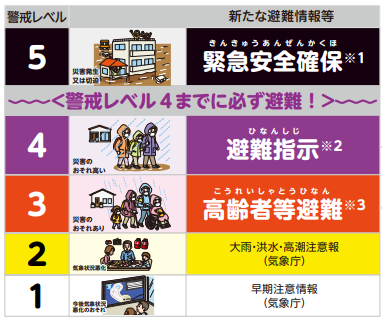 警戒レベル
新たな避難情報等
5
災害発生
又は切迫
きんきゅうあんぜんかくほ
緊急安全確保※1
〜〜〜<警戒レベル4までに必ず避難!>〜〜〜
4
災害の
おそれ高い
ひなんしじ
避難指示※2
3
災害の
おそれあり
こうれいしゃとうひなん
高齢者等避難※3
2
気象状況悪化
大雨・洪水・高潮注意報
(気象庁)
1
今後気象状況
悪化のおそれ
早期注意情報
(気象庁)